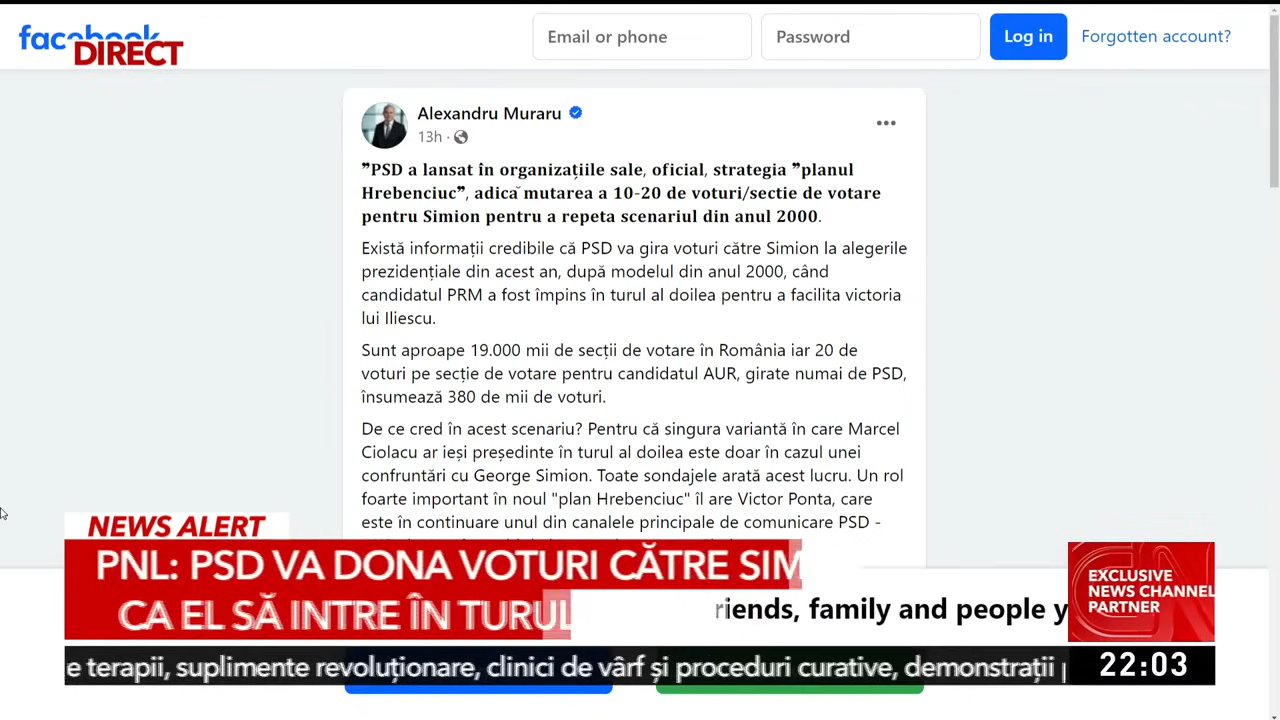 facebook
DIRECT
Email or phone
Password
Log in
Forgotten account?
Alexandru Muraru
13h ·
❞PSD a lansat în organizațiile sale, oficial, strategia ❞planul
Hrebenciuc❞, adică mutarea a 10-20 de voturi/sectie de votare
pentru Simion pentru a repeta scenariul din anul 2000.
Există informații credibile că PSD va gira voturi către Simion la alegerile
prezidențiale din acest an, după modelul din anul 2000, când
candidatul PRM a fost împins în turul al doilea pentru a facilita victoria
lui Iliescu.
Sunt aproape 19.000 mii de secții de votare în România iar 20 de
voturi pe secție de votare pentru candidatul AUR, girate numai de PSD,
însumează 380 de mii de voturi.
De ce cred în acest scenariu? Pentru că singura variantă în care Marcel
Ciolacu ar ieși președinte în turul al doilea este doar în cazul unei
confruntări cu George Simion. Toate sondajele arată acest lucru. Un rol
foarte important în noul "plan Hrebenciuc" îl are Victor Ponta, care
este în continuare unul din canalele principale de comunicare PSD -
NEWS ALERT
PNL: PSD VA DONA VOTURI CĂTRE SIM
CA EL SĂ INTRE ÎN TURUL
riends, family and people y
EXCLUSIVE
NEWS CHANNEL
PARTNER
e terapii, suplimente revoluționare, clinici de vârf și proceduri curative, demonstrații
22:03